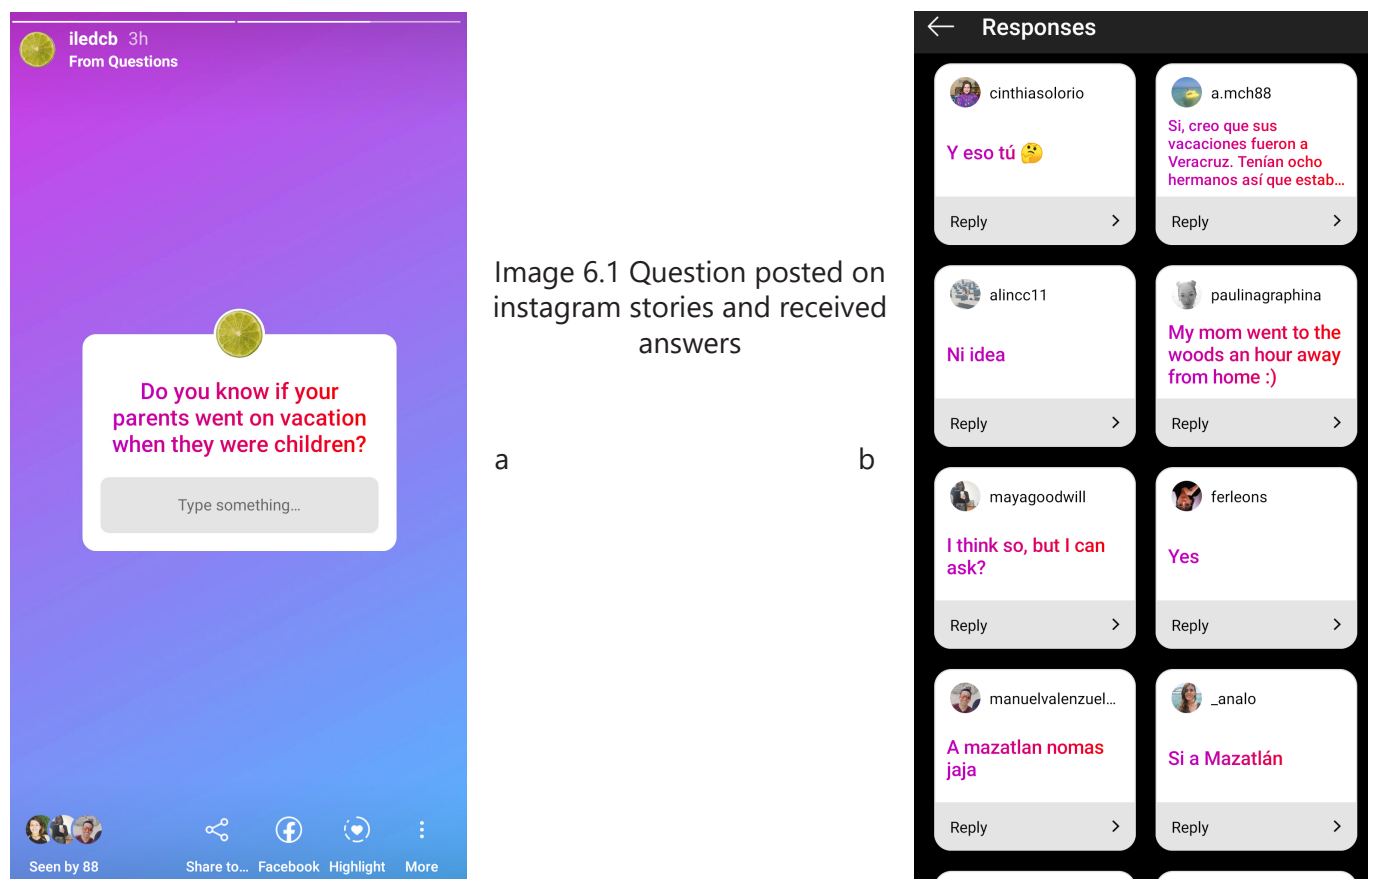 iledcb 3h
From Questions
Do you know if your
parents went on vacation
when they were children?
Type something...
Seen by 88
Share to...
Facebook
Highlight
More
Image 6.1 Question posted on
instagram stories and received
answers
a
b
Responses
cinthiasolorio
Y eso tú 🤔
Reply
a.mch88
Si, creo que sus
vacaciones fueron a
Veracruz. Tenían ocho
hermanos así que estab...
Reply
alincc11
Ni idea
Reply
paulinagraphina
My mom went to the
woods an hour away
from home :)
Reply
mayagoodwill
I think so, but I can
ask?
Reply
ferleons
Yes
Reply
manuelvalenzuel...
A mazatlan nomas
jaja
Reply
_analo
Si a Mazatlán
Reply